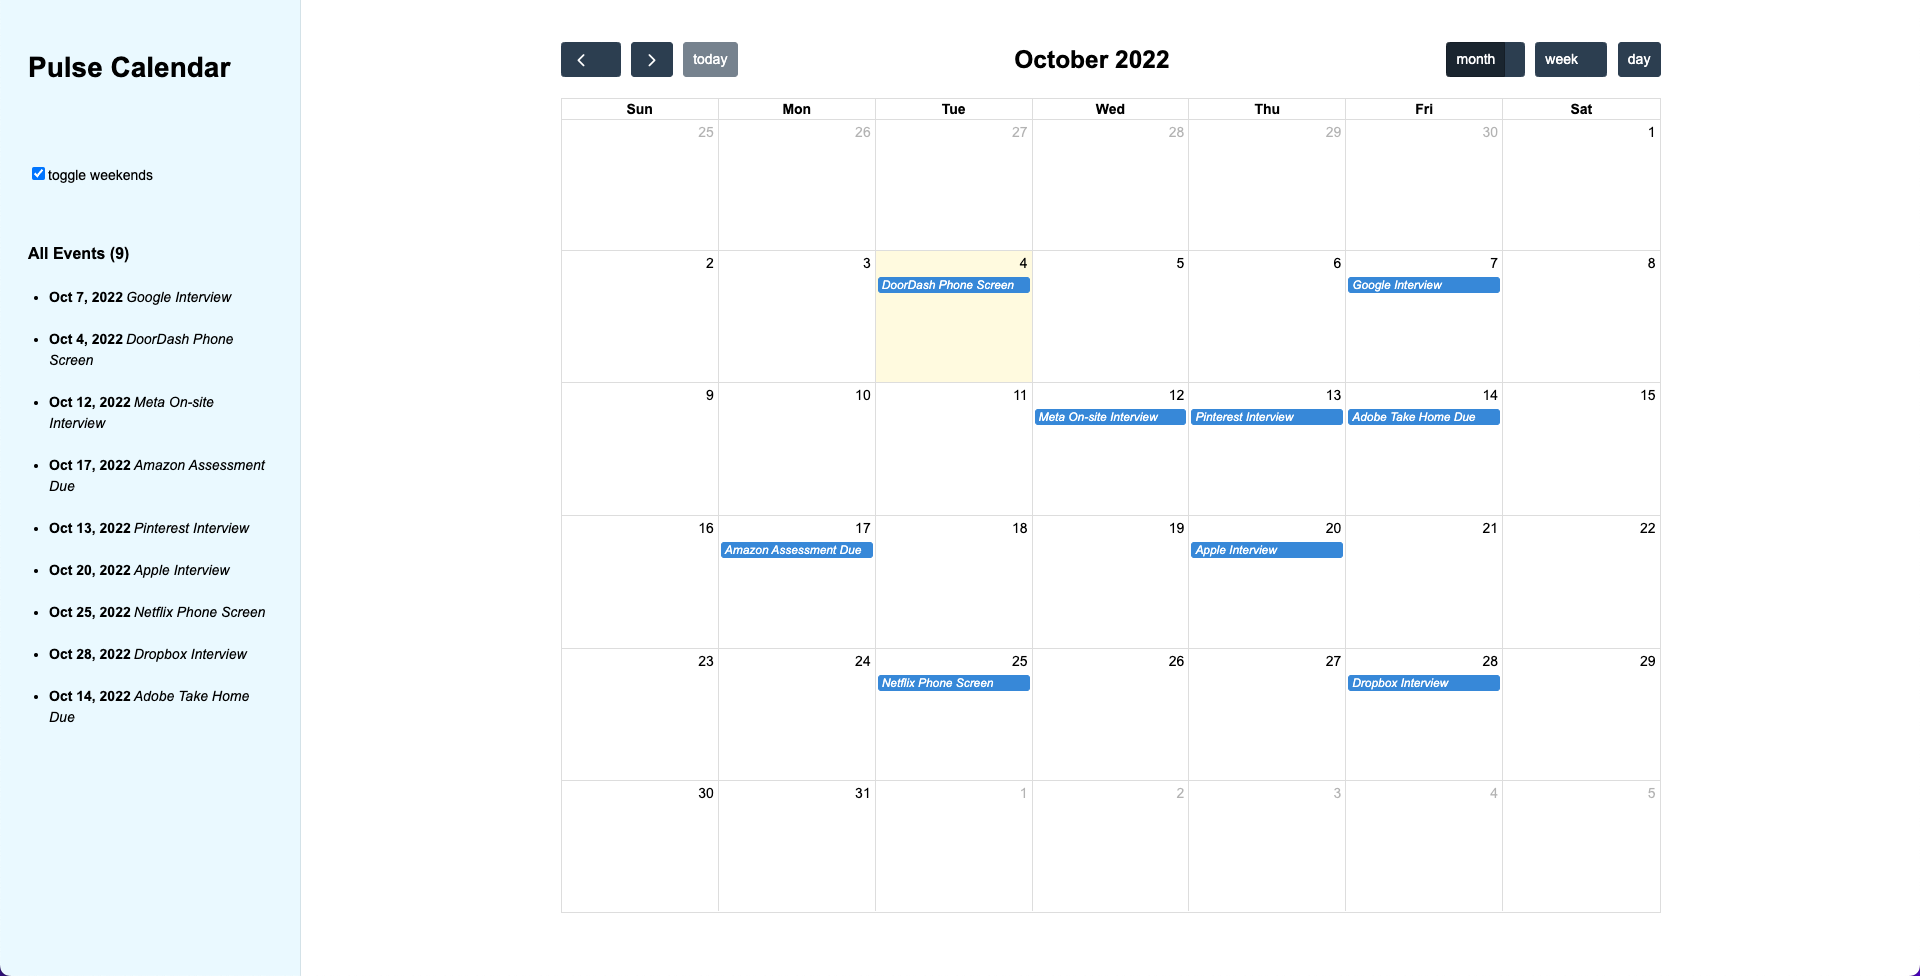 Pulse Calendar
toggle weekends
All Events (9)
Oct 7, 2022 Google Interview
Oct 4, 2022 DoorDash Phone
Screen
Oct 12, 2022 Meta On-site
Interview
Oct 17, 2022 Amazon Assessment
Due
Oct 13, 2022 Pinterest Interview
Oct 20, 2022 Apple Interview
Oct 25, 2022 Netflix Phone Screen
Oct 28, 2022 Dropbox Interview
Oct 14, 2022 Adobe Take Home
Due
today October 2022 month week day
Sun Mon Tue Wed Thu Fri Sat
25 26 27 28 29 30 1
2 3 4 5 6 7 8
DoorDash Phone Screen Google Interview
9 10 11 12 13 14 15
Meta On-site Interview Pinterest Interview Adobe Take Home Due
16 17 18 19 20 21 22
Amazon Assessment Due Apple Interview
23 24 25 26 27 28 29
Netflix Phone Screen Dropbox Interview
30 31 1 2 3 4 5